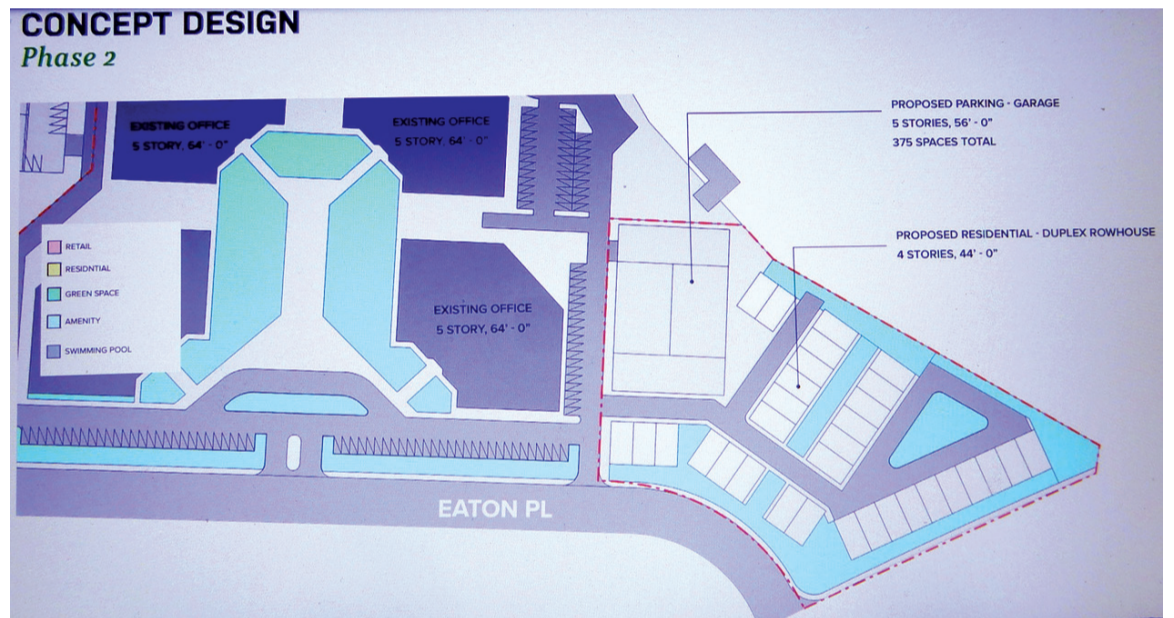 CONCEPT DESIGN
Phase 2
PROPOSED PARKING - GARAGE
5 STORIES, 56' - 0"
375 SPACES TOTAL
EXISTING OFFICE
5 STORY, 64' - 0"
EXISTING OFFICE
5 STORY, 64' - 0"
PROPOSED RESIDENTIAL - DUPLEX ROWHOUSE
4 STORIES, 44' - 0"
RETAIL
RESIDNTIAL
GREEN SPACE
AMENITY
SWIMMING POOL
EXISTING OFFICE
5 STORY, 64' - 0"
EATON PL